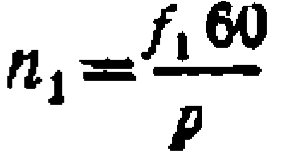 n₁ = f₁ 60 / p